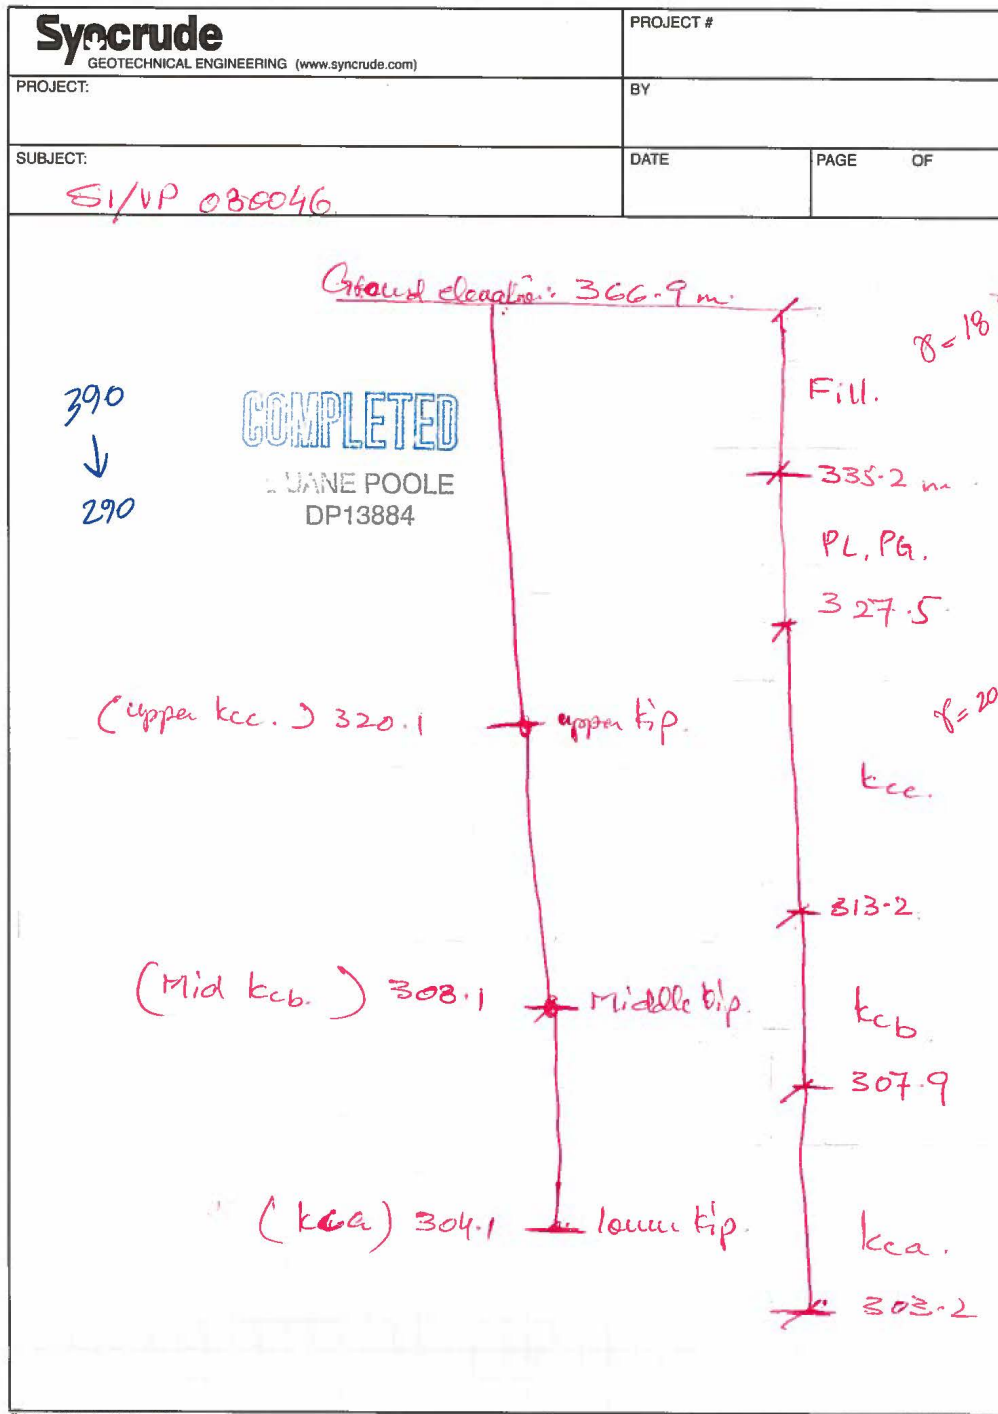 Syncrude
GEOTECHNICAL ENGINEERING (www.syncrude.com)
PROJECT #
PROJECT:
BY
SUBJECT:
SI/VP 030046
DATE
PAGE OF
Ground elevation: 366.9 m.
γ = 18
390
↓
290
COMPLETED
JANE POOLE
DP13884
Fill.
335.2 m
PL, PG.
327.5
(upper kcc.) 320.1
upper tip.
γ = 20
kcc.
313.2
(Mid kcb.) 308.1
Middle tip.
kcb
307.9
(kca) 304.1
lower tip.
kca.
303.2